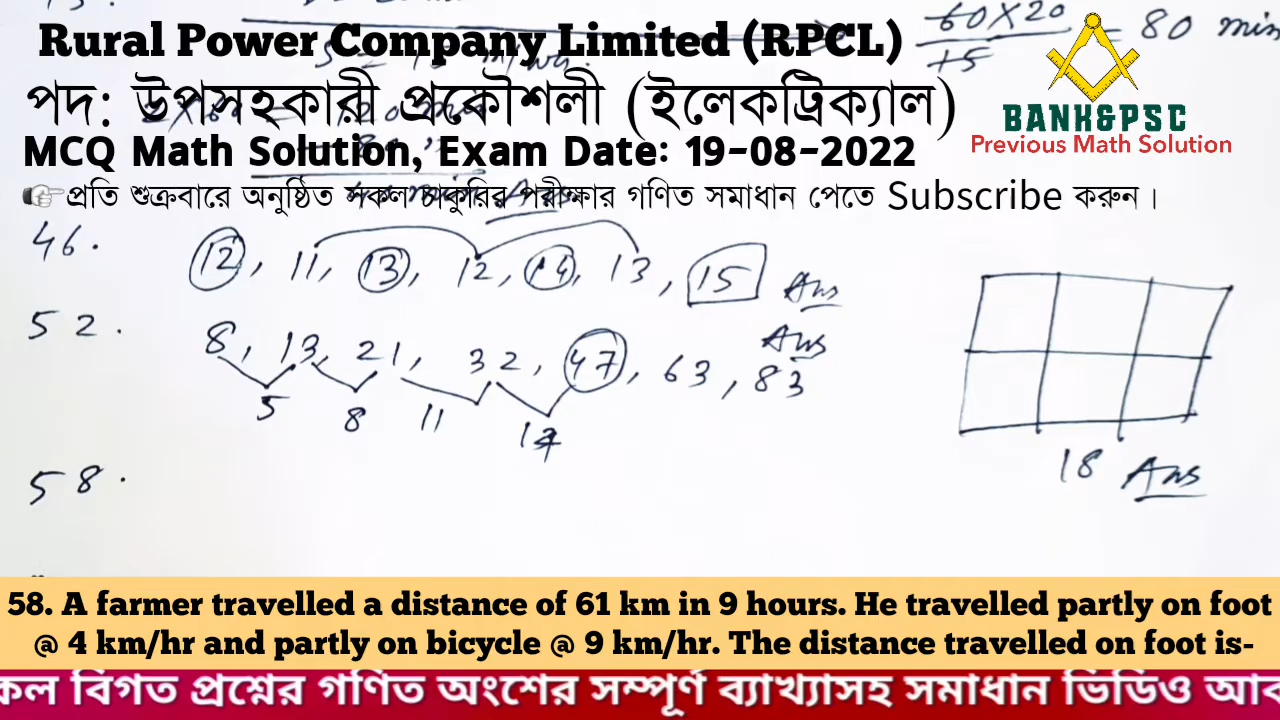 60 X 20
15
= 80 min
Rural Power Company Limited (RPCL)
পদ: উপসহকারী প্রকৌশলী (ইলেকট্রিক্যাল)
BANK&PSC
Previous Math Solution
MCQ Math Solution, Exam Date: 19-08-2022
প্রতি শুক্রবারে অনুষ্ঠিত সকল চাকুরির পরীক্ষার গণিত সমাধান পেতে Subscribe করুন।
46. 12, 11, 13, 12, 14, 13, 15 Ans
52. 8, 13, 21, 32, 47, 63, 83 Ans
5 8 11 14
18 Ans
58.
58. A farmer travelled a distance of 61 km in 9 hours. He travelled partly on foot
@ 4 km/hr and partly on bicycle @ 9 km/hr. The distance travelled on foot is-
কল বিগত প্রশ্নের গণিত অংশের সম্পূর্ণ ব্যাখ্যাসহ সমাধান ভিডিও আব